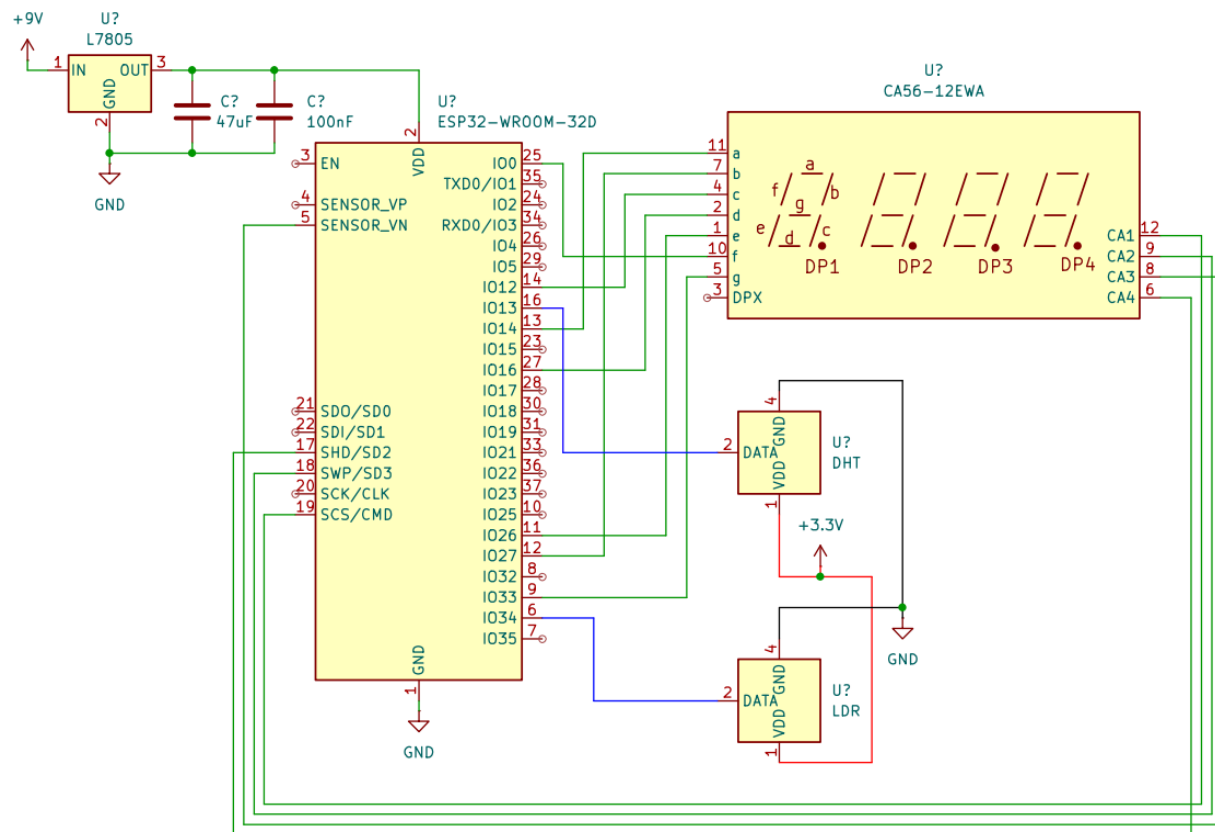 +9V
U?
L7805
1 IN OUT 3
GND
2
GND
C?
47uF
C?
100nF
U?
ESP32-WROOM-32D
2
VDD
3 EN
4 SENSOR_VP
5 SENSOR_VN
21 SDO/SD0
22 SDI/SD1
17 SHD/SD2
18 SWP/SD3
20 SCK/CLK
19 SCS/CMD
IO0 25
TXD0/IO1 35
IO2 24
RXD0/IO3 34
IO4 26
IO5 29
IO12 14
IO13 16
IO14 13
IO15 23
IO16 27
IO17 28
IO18 30
IO19 31
IO21 33
IO22 36
IO23 37
IO25 10
IO26 11
IO27 12
IO32 8
IO33 9
IO34 6
IO35 7
GND
1
GND
U?
CA56-12EWA
11 a
7 b
4 c
2 d
1 e
10 f
5 g
3 DPX
a
f b
g
e d c
DP1 DP2 DP3 DP4
CA1 12
CA2 9
CA3 8
CA4 6
4
GND
2 DATA
VDD
1
U?
DHT
+3.3V
GND
4
GND
2 DATA
VDD
1
U?
LDR